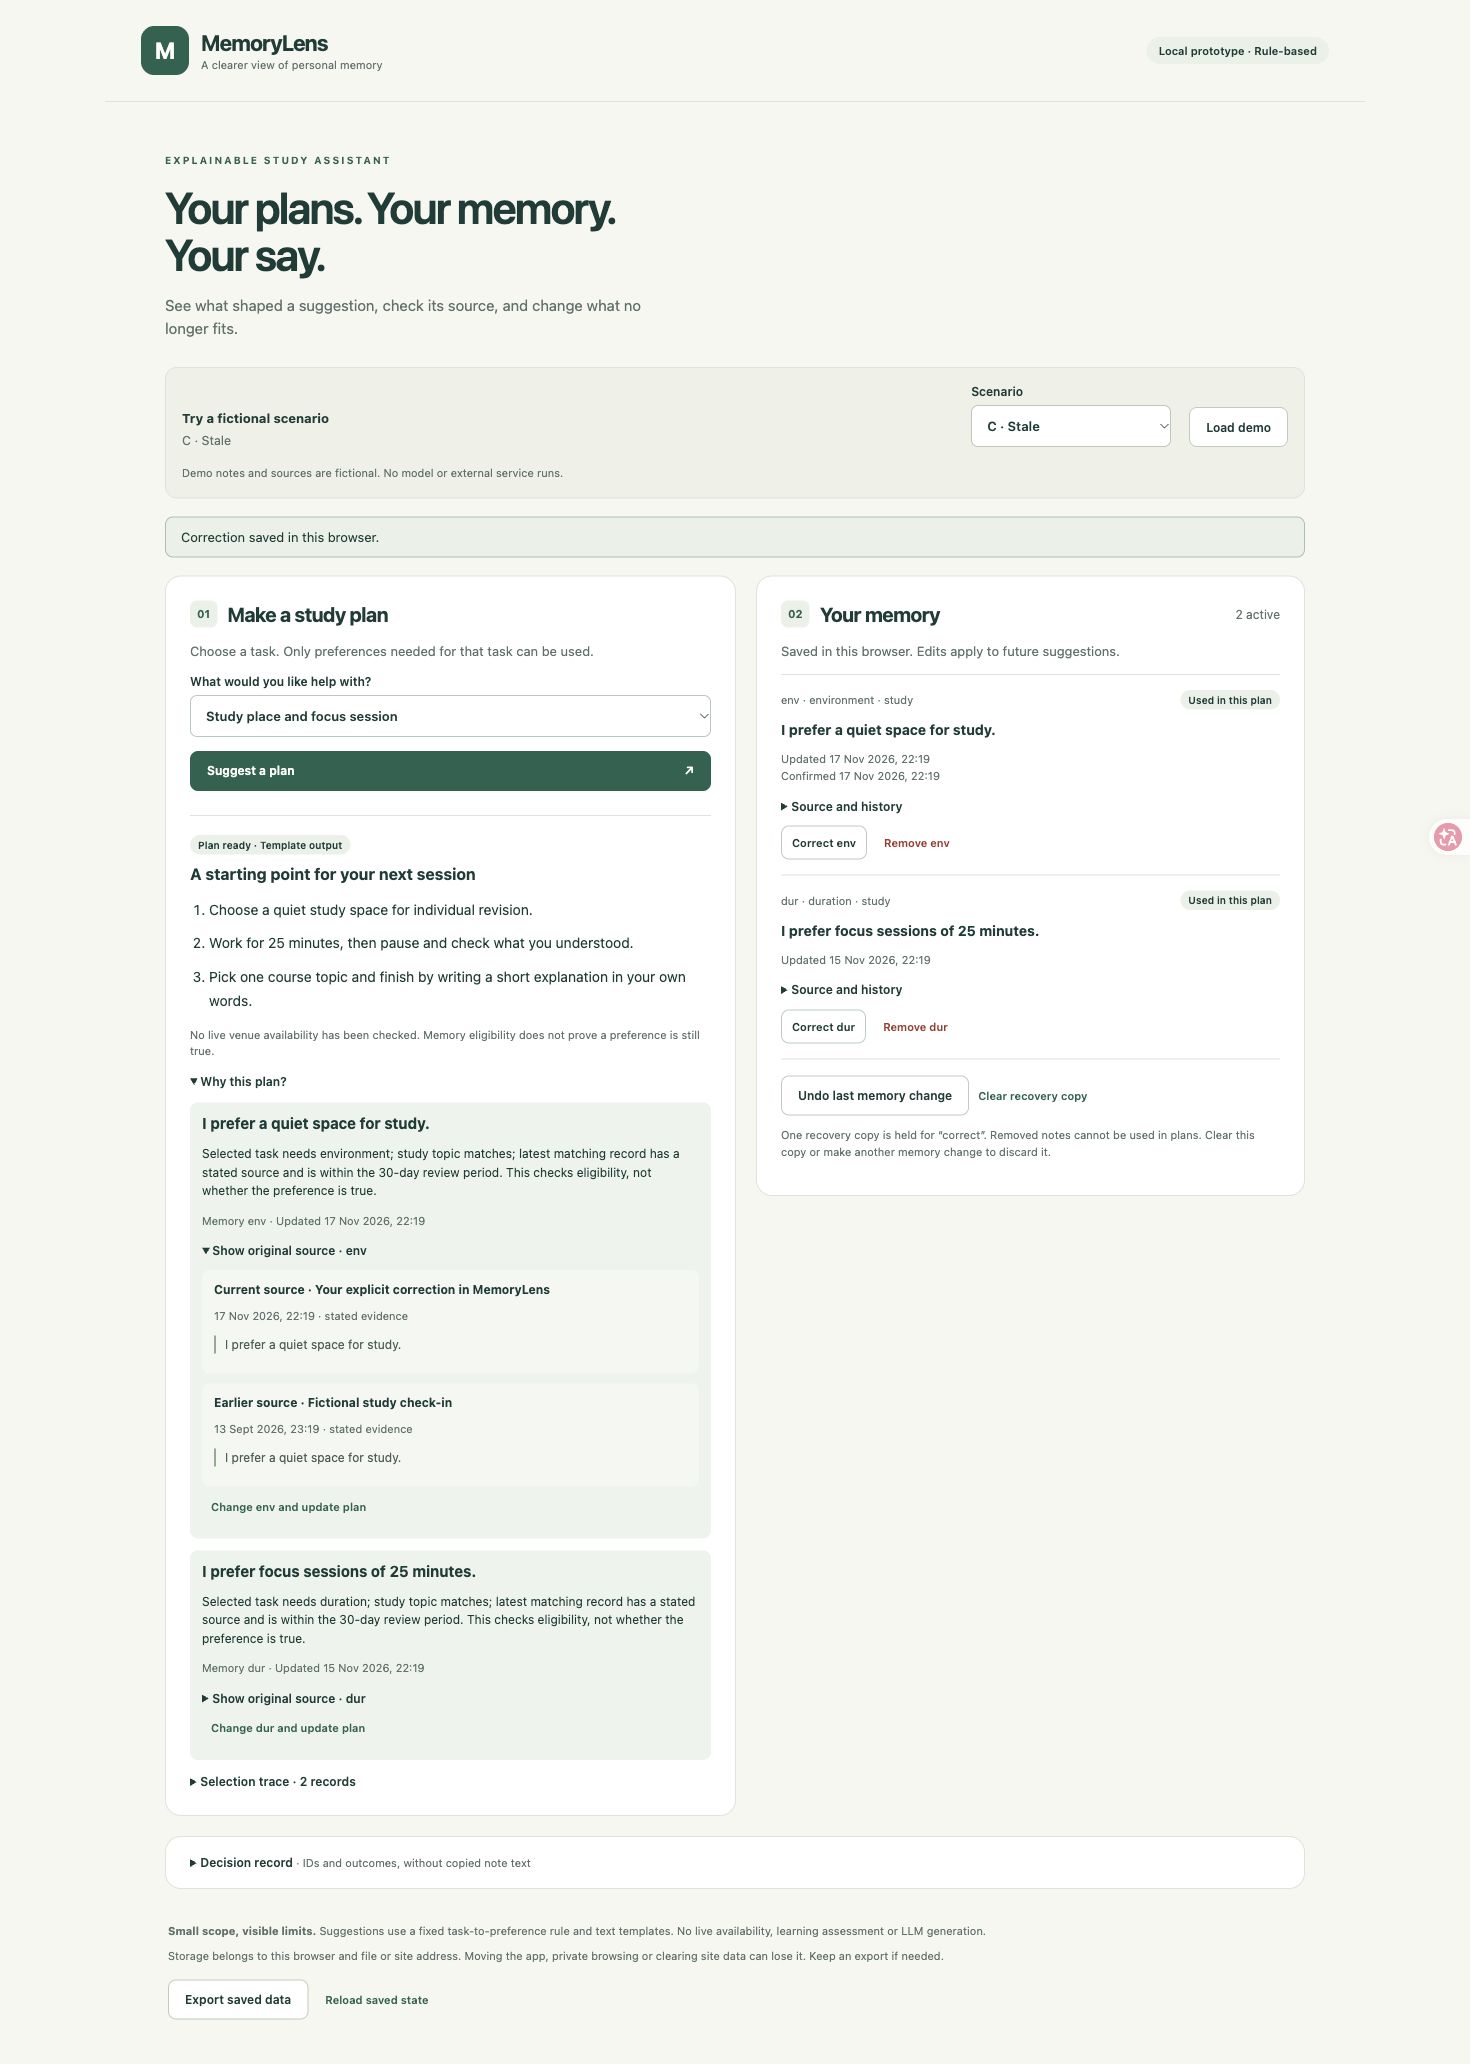 M
MemoryLens
A clearer view of personal memory
Local prototype · Rule-based
EXPLAINABLE STUDY ASSISTANT
Your plans. Your memory.
Your say.
See what shaped a suggestion, check its source, and change what no
longer fits.
Try a fictional scenario
C · Stale
Demo notes and sources are fictional. No model or external service runs.
Scenario
C · Stale
Load demo
Correction saved in this browser.
01 Make a study plan
Choose a task. Only preferences needed for that task can be used.
What would you like help with?
Study place and focus session
Suggest a plan
Plan ready · Template output
A starting point for your next session
1. Choose a quiet study space for individual revision.
2. Work for 25 minutes, then pause and check what you understood.
3. Pick one course topic and finish by writing a short explanation in your own
words.
No live venue availability has been checked. Memory eligibility does not prove a preference is still
true.
Why this plan?
I prefer a quiet space for study.
Selected task needs environment; study topic matches; latest matching record has a
stated source and is within the 30-day review period. This checks eligibility, not
whether the preference is true.
Memory env · Updated 17 Nov 2026, 22:19
Show original source · env
Current source · Your explicit correction in MemoryLens
17 Nov 2026, 22:19 · stated evidence
I prefer a quiet space for study.
Earlier source · Fictional study check-in
13 Sept 2026, 23:19 · stated evidence
I prefer a quiet space for study.
Change env and update plan
I prefer focus sessions of 25 minutes.
Selected task needs duration; study topic matches; latest matching record has a stated
source and is within the 30-day review period. This checks eligibility, not whether the
preference is true.
Memory dur · Updated 15 Nov 2026, 22:19
Show original source · dur
Change dur and update plan
Selection trace · 2 records
02 Your memory
2 active
Saved in this browser. Edits apply to future suggestions.
env · environment · study
Used in this plan
I prefer a quiet space for study.
Updated 17 Nov 2026, 22:19
Confirmed 17 Nov 2026, 22:19
Source and history
Correct env
Remove env
dur · duration · study
Used in this plan
I prefer focus sessions of 25 minutes.
Updated 15 Nov 2026, 22:19
Source and history
Correct dur
Remove dur
Undo last memory change
Clear recovery copy
One recovery copy is held for “correct”. Removed notes cannot be used in plans. Clear this
copy or make another memory change to discard it.
Decision record · IDs and outcomes, without copied note text
Small scope, visible limits. Suggestions use a fixed task-to-preference rule and text templates. No live availability, learning assessment or LLM generation.
Storage belongs to this browser and file or site address. Moving the app, private browsing or clearing site data can lose it. Keep an export if needed.
Export saved data
Reload saved state